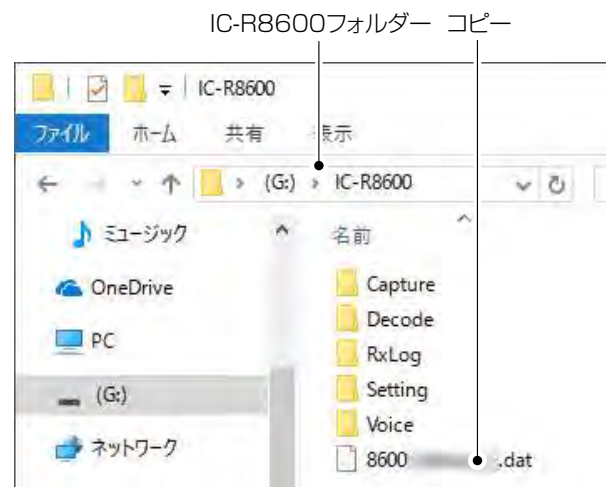 IC-R8600フォルダー コピー
IC-R8600
ファイル ホーム 共有 表示
(G:) IC-R8600
ミュージック
名前
Capture
OneDrive
Decode
PC
RxLog
(G:)
Setting
Voice
ネットワーク
8600 .dat